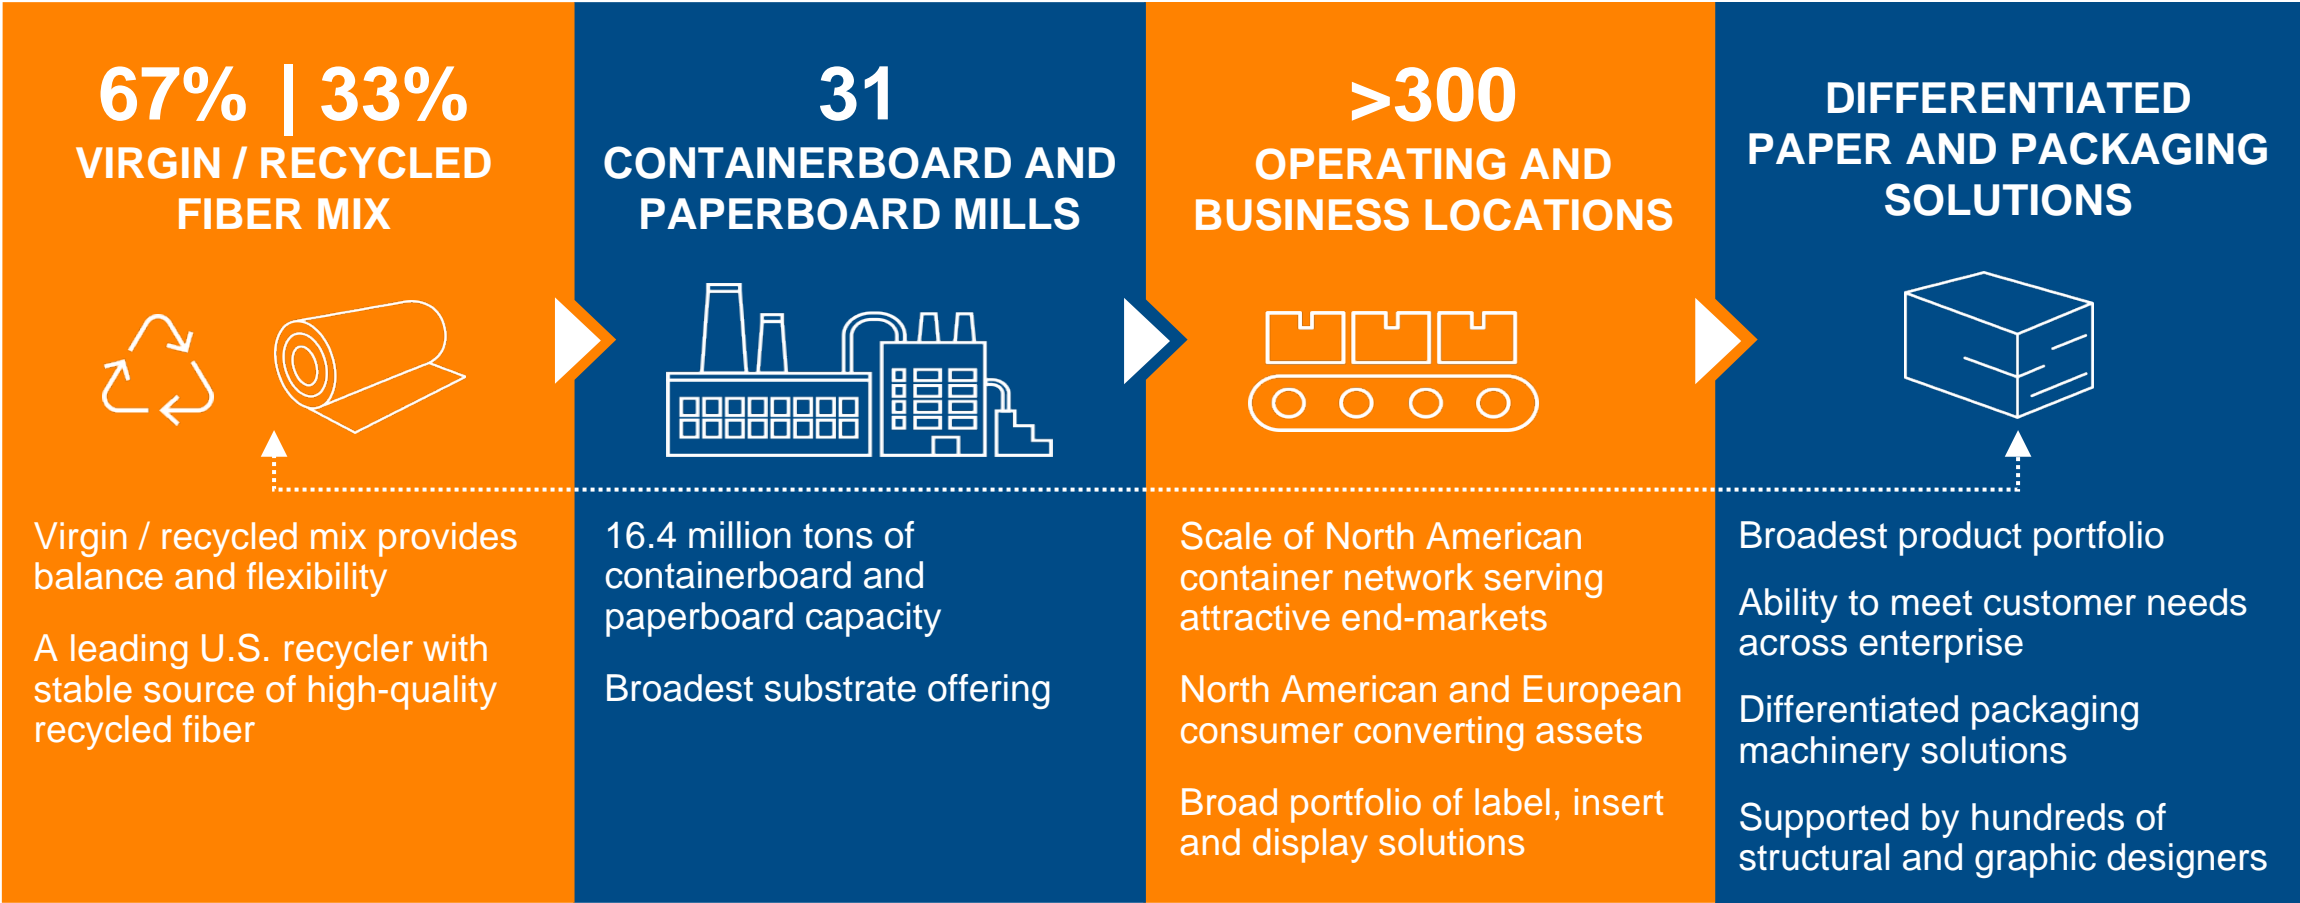 67% | 33%
VIRGIN / RECYCLED
FIBER MIX
Virgin / recycled mix provides
balance and flexibility
A leading U.S. recycler with
stable source of high-quality
recycled fiber
31
CONTAINERBOARD AND
PAPERBOARD MILLS
16.4 million tons of
containerboard and
paperboard capacity
Broadest substrate offering
>300
OPERATING AND
BUSINESS LOCATIONS
Scale of North American
container network serving
attractive end-markets
North American and European
consumer converting assets
Broad portfolio of label, insert
and display solutions
DIFFERENTIATED
PAPER AND PACKAGING
SOLUTIONS
Broadest product portfolio
Ability to meet customer needs
across enterprise
Differentiated packaging
machinery solutions
Supported by hundreds of
structural and graphic designers